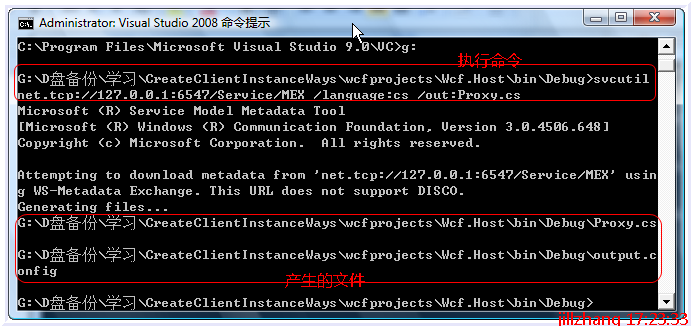 Administrator: Visual Studio 2008 命令提示
C:\Program Files\Microsoft Visual Studio 9.0\VC>g:
执行命令
G:\D盘备份\学习\CreateClientInstanceWays\wcfprojects\Wcf.Host\bin\Debug>svcutil
net.tcp://127.0.0.1:6547/Service/MEX /language:cs /out:Proxy.cs
Microsoft (R) Service Model Metadata Tool
[Microsoft (R) Windows (R) Communication Foundation, Version 3.0.4506.648]
Copyright (c) Microsoft Corporation.  All rights reserved.
Attempting to download metadata from 'net.tcp://127.0.0.1:6547/Service/MEX' usin
g WS-Metadata Exchange. This URL does not support DISCO.
Generating files...
G:\D盘备份\学习\CreateClientInstanceWays\wcfprojects\Wcf.Host\bin\Debug\Proxy.cs
G:\D盘备份\学习\CreateClientInstanceWays\wcfprojects\Wcf.Host\bin\Debug\output.c
onfig
产生的文件
G:\D盘备份\学习\CreateClientInstanceWays\wcfprojects\Wcf.Host\bin\Debug>
jillzhang 17:23:33